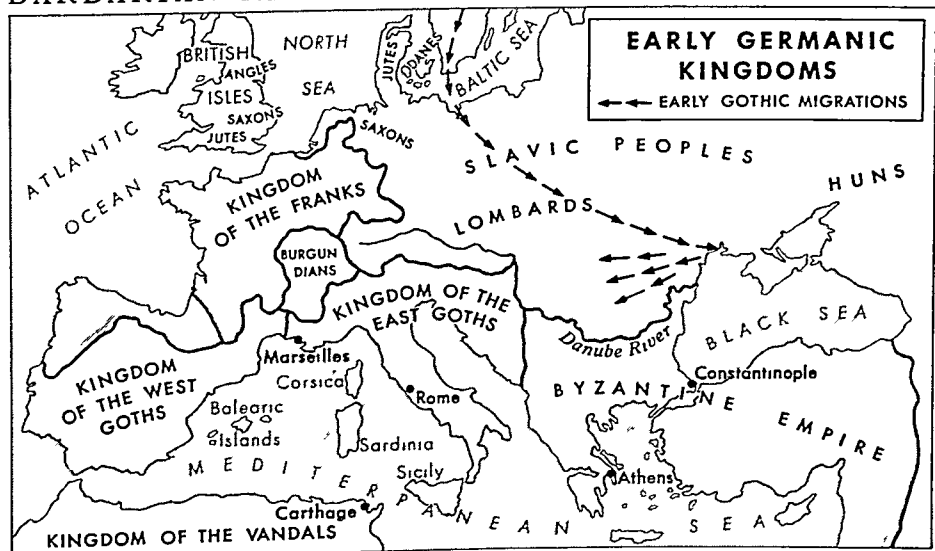 EARLY GERMANIC
KINGDOMS
EARLY GOTHIC MIGRATIONS
BRITISH
ISLES
ANGLES
SAXONS
JUTES
NORTH
SEA
JUTES
DANES
BALTIC SEA
SAXONS
ATLANTIC
OCEAN
SLAVIC PEOPLES
HUNS
LOMBARDS
KINGDOM
OF THE FRANKS
BURGUN
DIANS
KINGDOM OF THE
EAST GOTHS
Danube River
BLACK SEA
Marseilles
Corsica
Rome
Constantinople
KINGDOM
OF THE WEST
GOTHS
Balearic
Islands
Sardinia
Sicily
BYZANTINE EMPIRE
Athens
MEDITERRANEAN SEA
Carthage
KINGDOM OF THE VANDALS